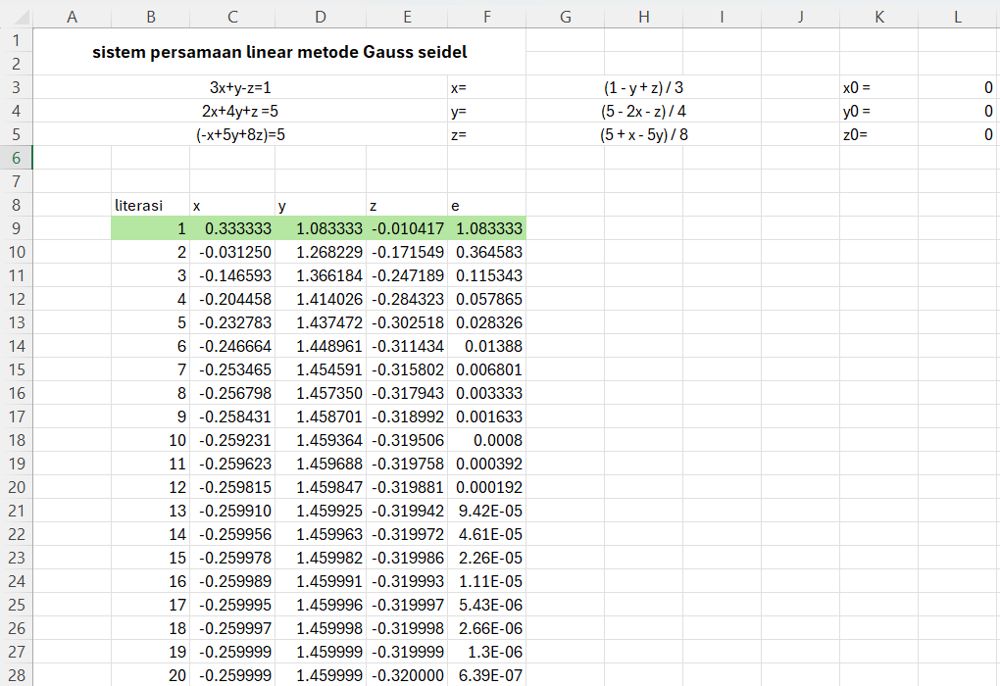 A B C D E F G H I J K L
1
sistem persamaan linear metode Gauss seidel
2
3 3x+y-z=1 x= (1 - y + z) / 3 x0 = 0
4 2x+4y+z =5 y= (5 - 2x - z) / 4 y0 = 0
5 (-x+5y+8z)=5 z= (5 + x - 5y) / 8 z0= 0
6
7
8 literasi x y z e
9 1 0.333333 1.083333 -0.010417 1.083333
10 2 -0.031250 1.268229 -0.171549 0.364583
11 3 -0.146593 1.366184 -0.247189 0.115343
12 4 -0.204458 1.414026 -0.284323 0.057865
13 5 -0.232783 1.437472 -0.302518 0.028326
14 6 -0.246664 1.448961 -0.311434 0.01388
15 7 -0.253465 1.454591 -0.315802 0.006801
16 8 -0.256798 1.457350 -0.317943 0.003333
17 9 -0.258431 1.458701 -0.318992 0.001633
18 10 -0.259231 1.459364 -0.319506 0.0008
19 11 -0.259623 1.459688 -0.319758 0.000392
20 12 -0.259815 1.459847 -0.319881 0.000192
21 13 -0.259910 1.459925 -0.319942 9.42E-05
22 14 -0.259956 1.459963 -0.319972 4.61E-05
23 15 -0.259978 1.459982 -0.319986 2.26E-05
24 16 -0.259989 1.459991 -0.319993 1.11E-05
25 17 -0.259995 1.459996 -0.319997 5.43E-06
26 18 -0.259997 1.459998 -0.319998 2.66E-06
27 19 -0.259999 1.459999 -0.319999 1.3E-06
28 20 -0.259999 1.459999 -0.320000 6.39E-07